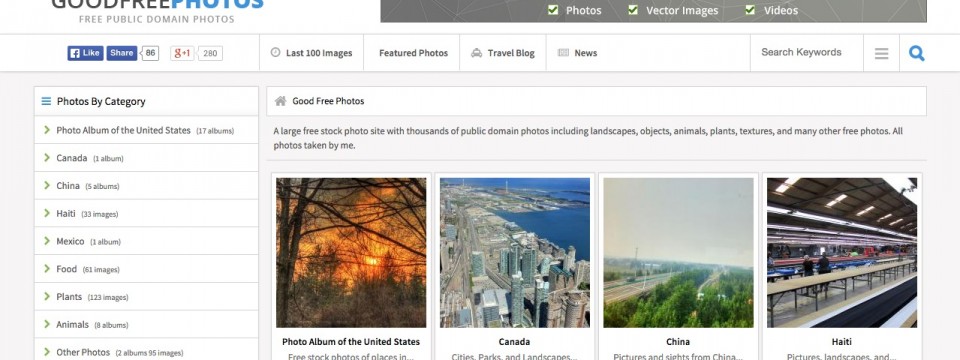 GOODFREEPHOTOS
FREE PUBLIC DOMAIN PHOTOS
Photos Vector Images Videos
Like Share 86 g+1 280 Last 100 Images Featured Photos Travel Blog News Search Keywords
Photos By Category
Photo Album of the United States (17 albums)
Canada (1 album)
China (5 albums)
Haiti (33 images)
Mexico (1 album)
Food (61 images)
Plants (123 images)
Animals (8 albums)
Other Photos (2 albums 95 images)
Good Free Photos
A large free stock photo site with thousands of public domain photos including landscapes, objects, animals, plants, textures, and many other free photos. All
photos taken by me.
Photo Album of the United States
Free stock photos of places in...
Canada
Cities, Parks, and Landscapes...
China
Pictures and sights from China...
Haiti
Pictures, landscapes, and...